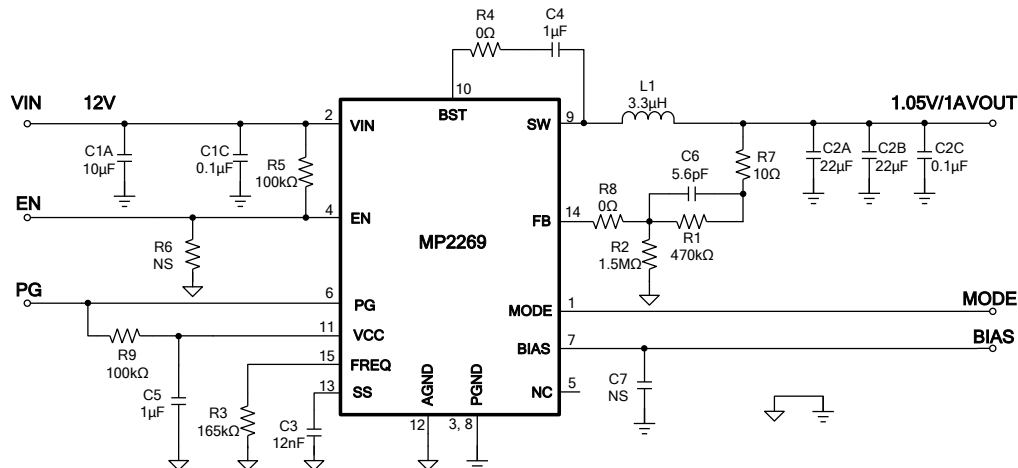 R4
0Ω
C4
1µF
10
VIN
12V
2
VIN
BST
SW
9
L1
3.3µH
1.05V/1AVOUT
C1A
10µF
C1C
0.1µF
R5
100kΩ
C6
5.6pF
R7
10Ω
C2A
22µF
C2B
22µF
C2C
0.1µF
EN
4
EN
R6
NS
MP2269
FB
14
R8
0Ω
R2
1.5MΩ
R1
470kΩ
PG
6
PG
MODE
1
MODE
R9
100kΩ
11
VCC
BIAS
7
BIAS
15
FREQ
C5
1µF
R3
165kΩ
13
SS
C3
12nF
AGND
PGND
NC
5
C7
NS
12
3, 8